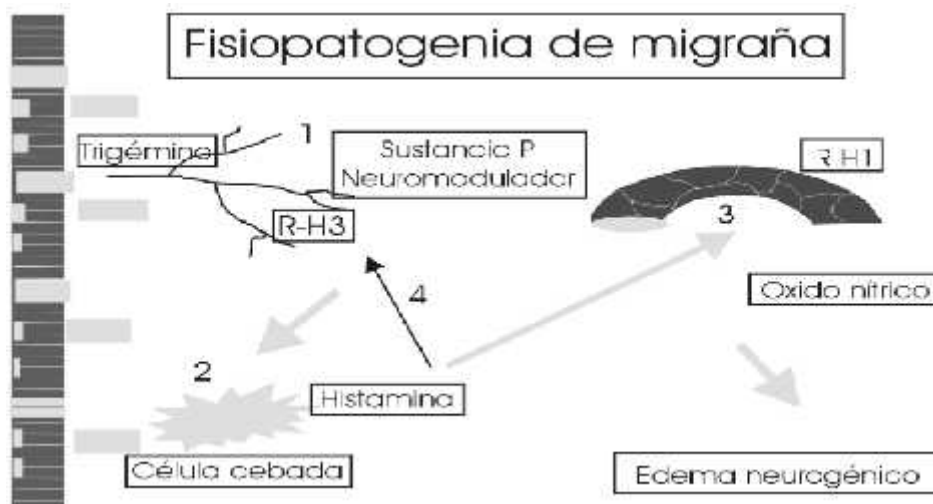 Fisiopatogenia de migraña
Trigémino
1
Sustancia P
Neuromodulador
R-H1
R-H3
3
4
Oxido nítrico
2
Histamina
Célula cebada
Edema neurogénico